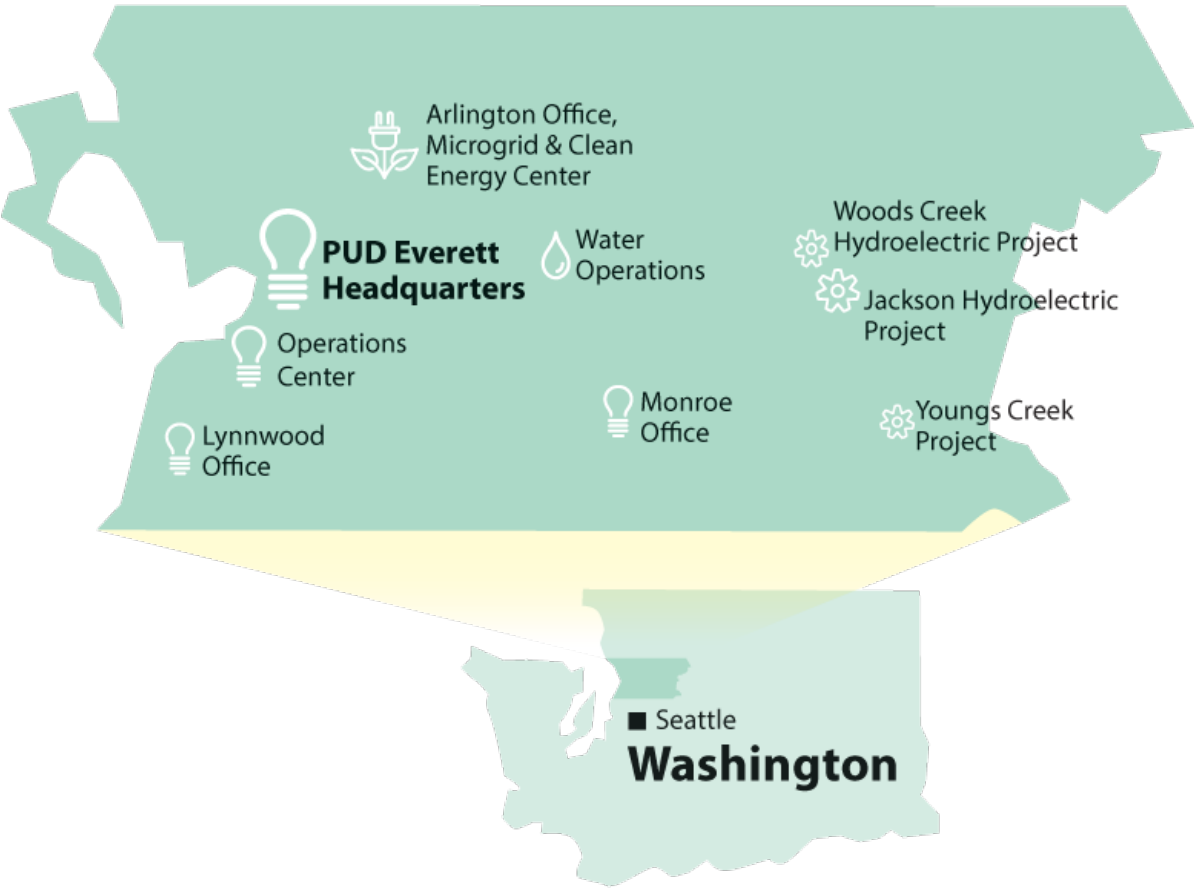 Arlington Office,
Microgrid & Clean
Energy Center
Woods Creek
Hydroelectric Project
PUD Everett
Headquarters
Water
Operations
Jackson Hydroelectric
Project
Operations
Center
Monroe
Office
Youngs Creek
Project
Lynnwood
Office
Seattle
Washington